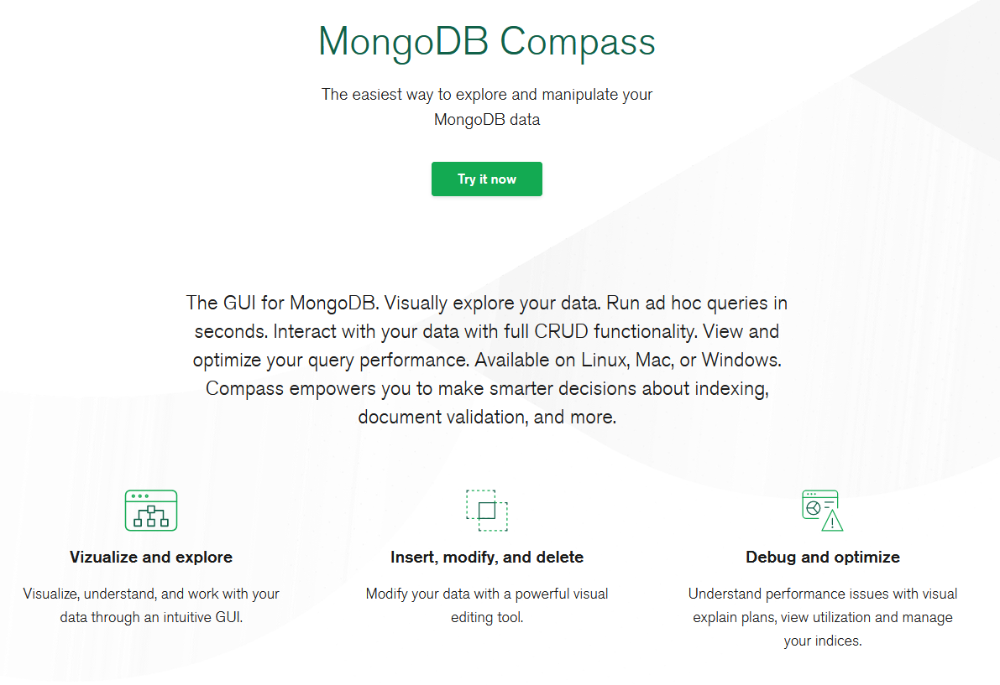 MongoDB Compass
The easiest way to explore and manipulate your
MongoDB data
Try it now
The GUI for MongoDB. Visually explore your data. Run ad hoc queries in
seconds. Interact with your data with full CRUD functionality. View and
optimize your query performance. Available on Linux, Mac, or Windows.
Compass empowers you to make smarter decisions about indexing,
document validation, and more.
Vizualize and explore
Visualize, understand, and work with your
data through an intuitive GUI.
Insert, modify, and delete
Modify your data with a powerful visual
editing tool.
Debug and optimize
Understand performance issues with visual
explain plans, view utilization and manage
your indices.